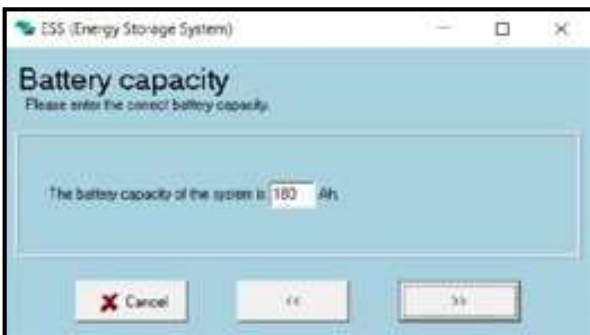 ESS (Energy Storage System)
Battery capacity
Please enter the correct battery capacity.
The battery capacity of the system is 180 Ah.
Cancel
<<
>>